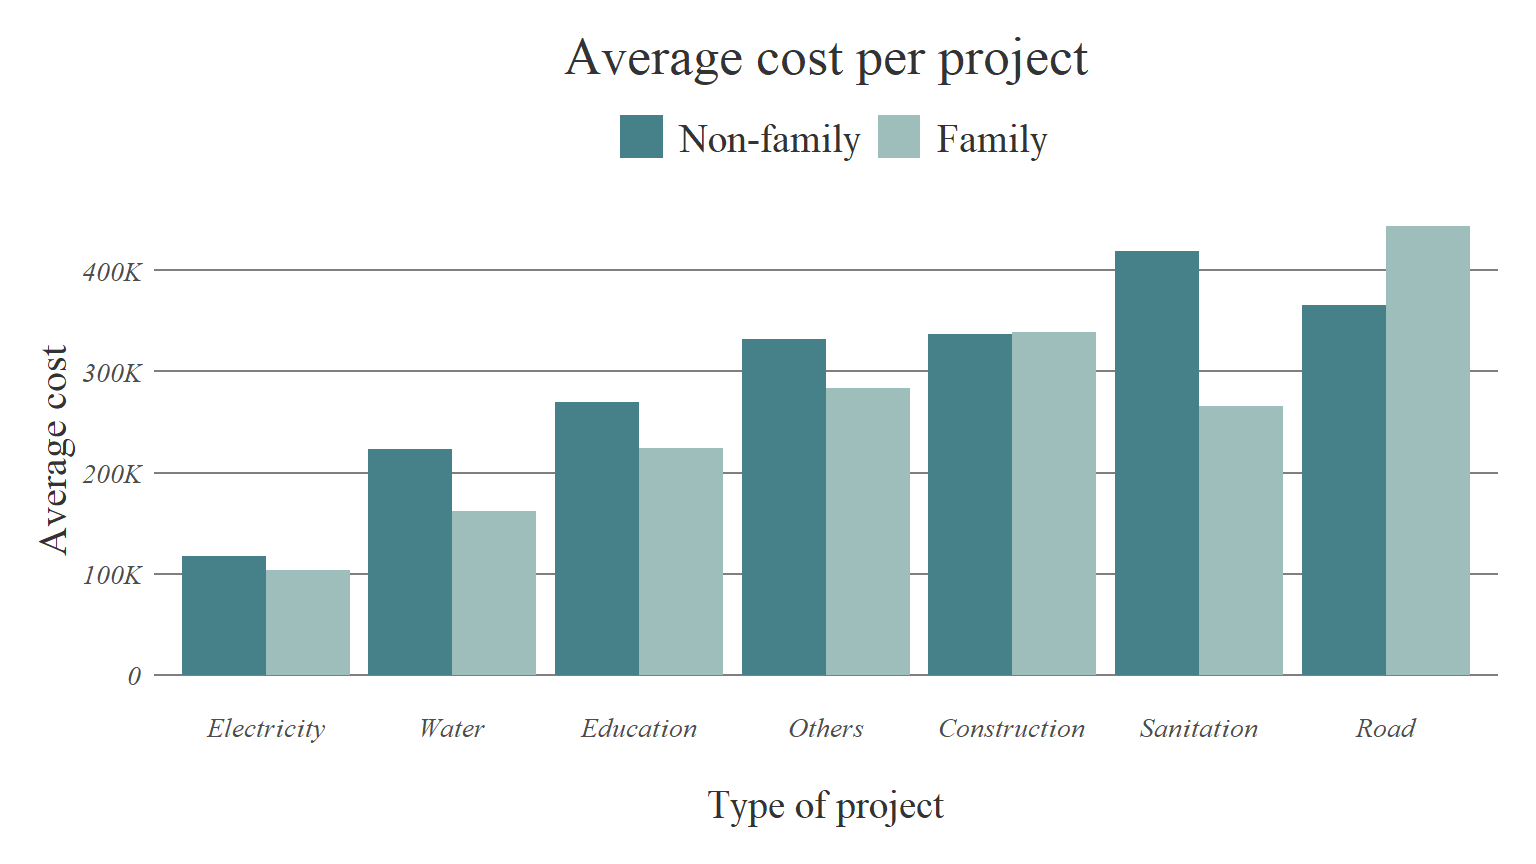 Average cost per project
Non-family Family
Average cost
400K
300K
200K
100K
0
Electricity Water Education Others Construction Sanitation Road
Type of project